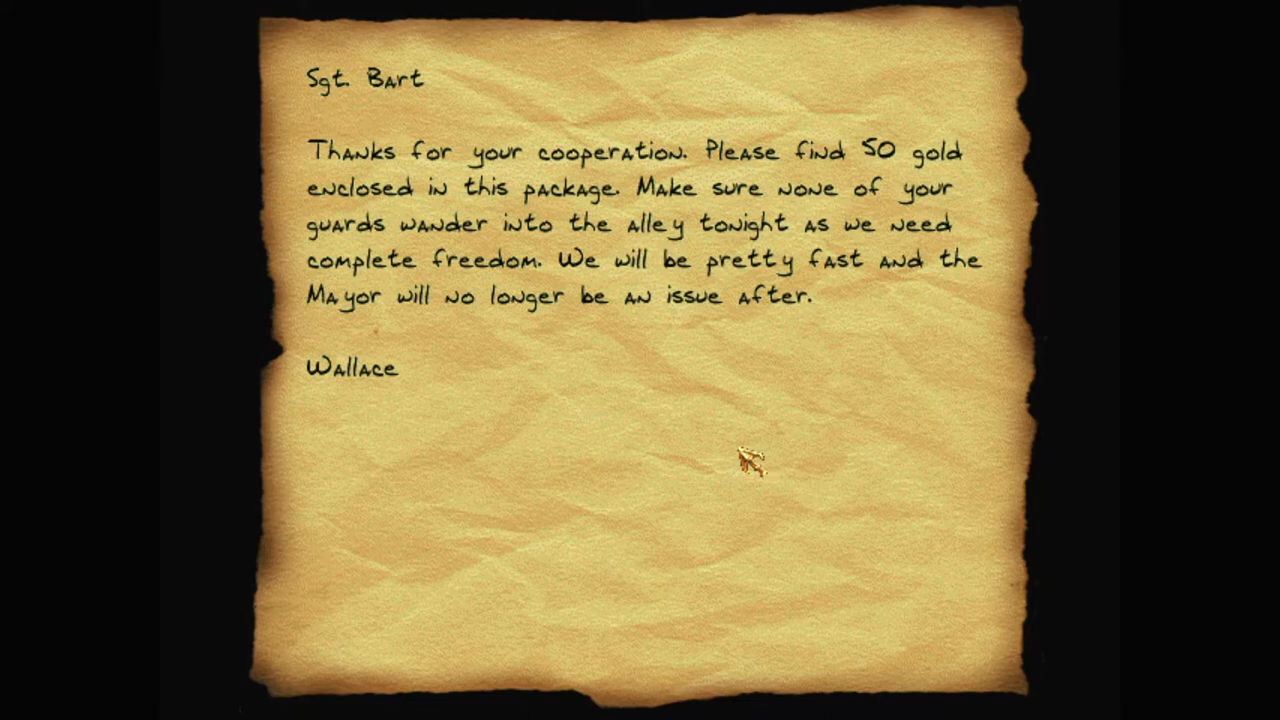 Sgt. Bart
Thanks for your cooperation. Please find 50 gold
enclosed in this package. Make sure none of your
guards wander into the alley tonight as we need
complete freedom. We will be pretty fast and the
Mayor will no longer be an issue after.
Wallace